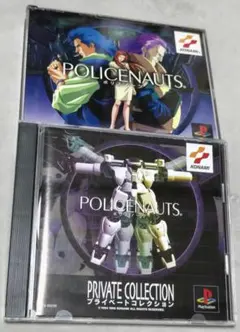 POLICENAUTS
KONAMI
KONAMI
POLICENAUTS
PRIVATE COLLECTION
プライベートコレクション
PlayStation